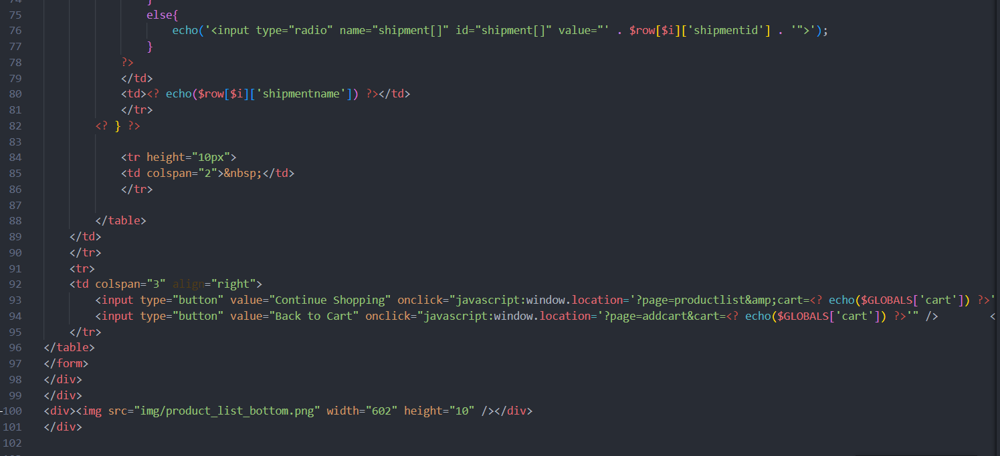 74 }
75 else{
76 echo('<input type="radio" name="shipment[]" id="shipment[]" value="' . $row[$i]['shipmentid'] . '">');
77 }
78 ?>
79 </td>
80 <td><? echo($row[$i]['shipmentname']) ?></td>
81 </tr>
82 <? } ?>
83
84 <tr height="10px">
85 <td colspan="2">&nbsp;</td>
86 </tr>
87
88 </table>
89 </td>
90 </tr>
91 <tr>
92 <td colspan="3" align="right">
93 <input type="button" value="Continue Shopping" onclick="javascript:window.location='?page=productlist&amp;cart=<? echo($GLOBALS['cart']) ?>'
94 <input type="button" value="Back to Cart" onclick="javascript:window.location='?page=addcart&cart=<? echo($GLOBALS['cart']) ?>'" /> <
95 </tr>
96 </table>
97 </form>
98 </div>
99 </div>
100 <div><img src="img/product_list_bottom.png" width="602" height="10" /></div>
101 </div>
102